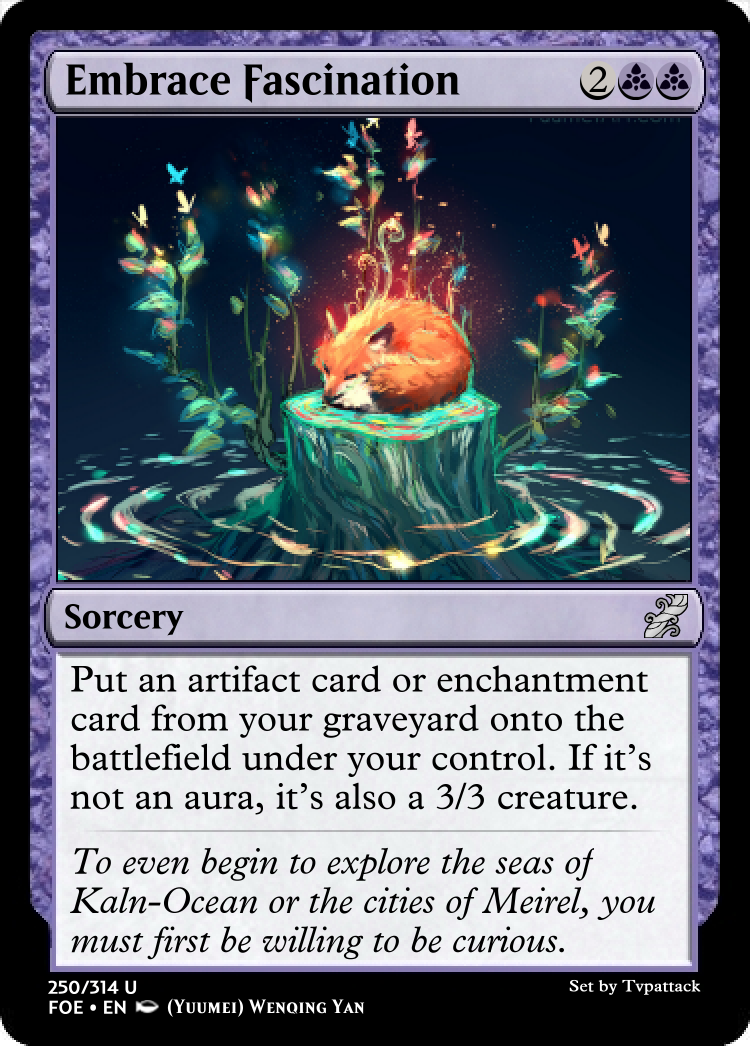 Embrace Fascination 2
Sorcery
Put an artifact card or enchantment
card from your graveyard onto the
battlefield under your control. If it's
not an aura, it's also a 3/3 creature.
To even begin to explore the seas of
Kaln-Ocean or the cities of Meirel, you
must first be willing to be curious.
250/314 U
Set by Tvpattack
FOE • EN (Yuumei) Wenqing Yan